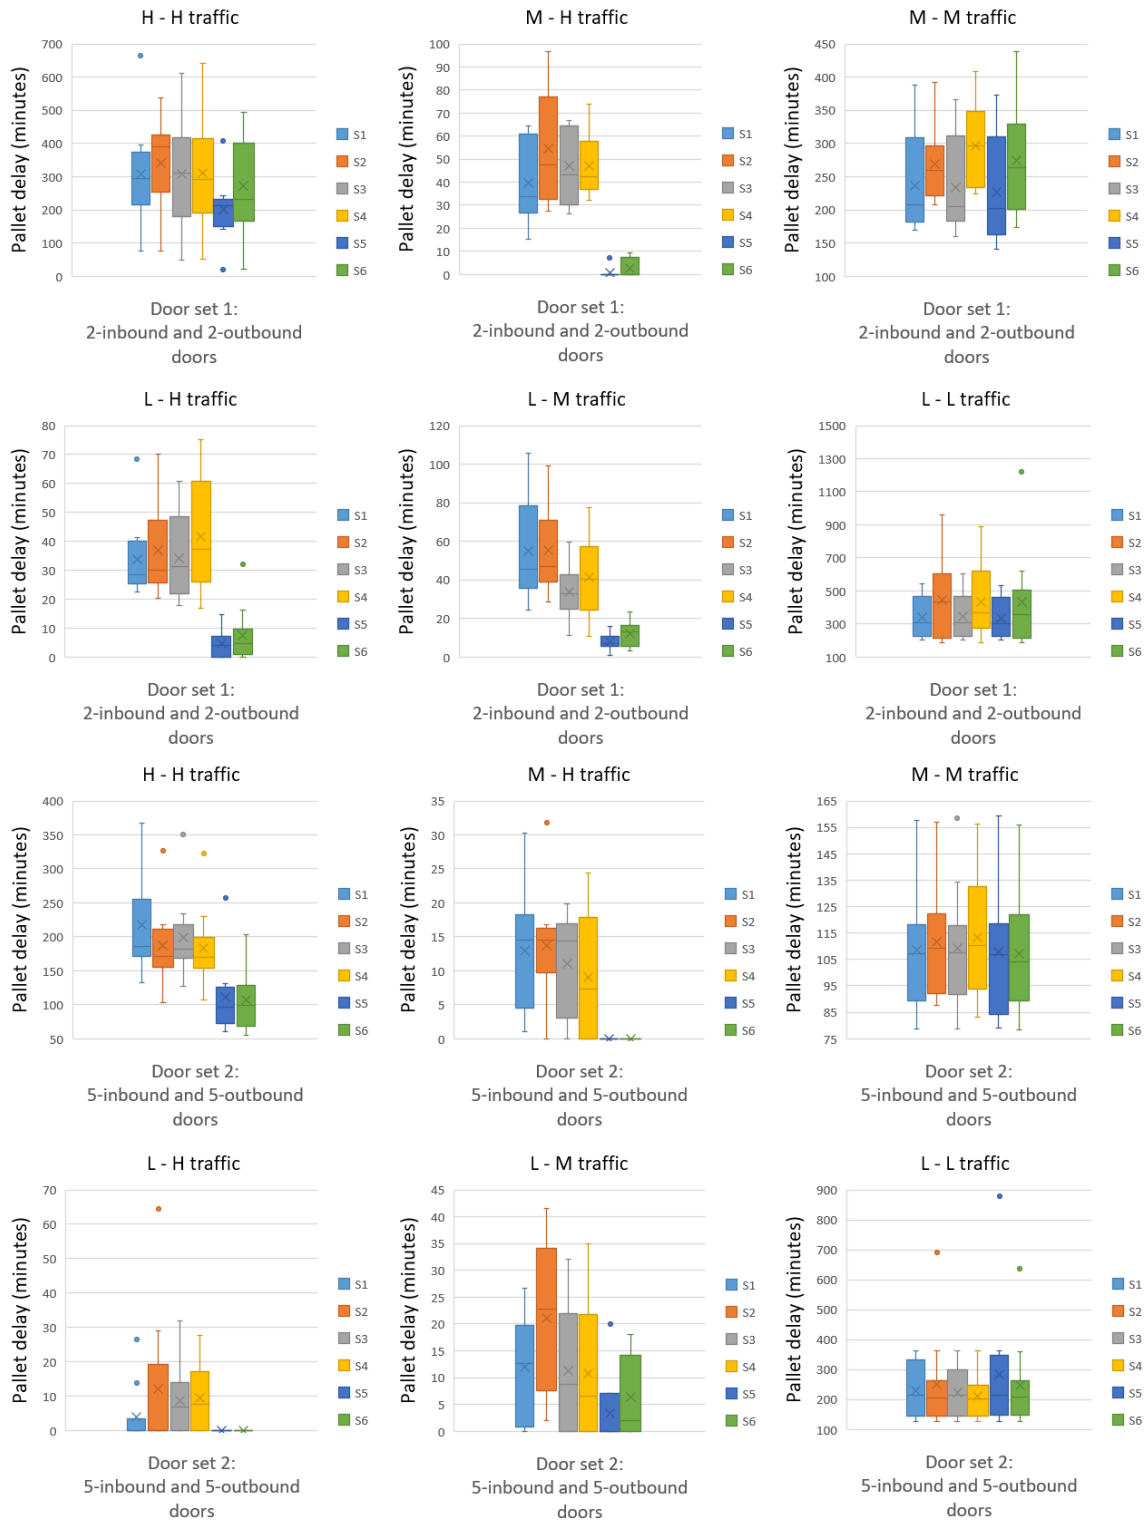 H - H traffic
Pallet delay (minutes)
700
600
500
400
300
200
100
0
S1
S2
S3
S4
S5
S6
Door set 1:
2-inbound and 2-outbound
doors
M - H traffic
Pallet delay (minutes)
100
90
80
70
60
50
40
30
20
10
0
S1
S2
S3
S4
S5
S6
Door set 1:
2-inbound and 2-outbound
doors
M - M traffic
Pallet delay (minutes)
450
400
350
300
250
200
150
100
S1
S2
S3
S4
S5
S6
Door set 1:
2-inbound and 2-outbound
doors
L - H traffic
Pallet delay (minutes)
80
70
60
50
40
30
20
10
0
S1
S2
S3
S4
S5
S6
Door set 1:
2-inbound and 2-outbound
doors
L - M traffic
Pallet delay (minutes)
120
100
80
60
40
20
0
S1
S2
S3
S4
S5
S6
Door set 1:
2-inbound and 2-outbound
doors
L - L traffic
Pallet delay (minutes)
1500
1300
1100
900
700
500
300
100
S1
S2
S3
S4
S5
S6
Door set 1:
2-inbound and 2-outbound
doors
H - H traffic
Pallet delay (minutes)
400
350
300
250
200
150
100
50
S1
S2
S3
S4
S5
S6
Door set 2:
5-inbound and 5-outbound
doors
M - H traffic
Pallet delay (minutes)
35
30
25
20
15
10
5
0
S1
S2
S3
S4
S5
S6
Door set 2:
5-inbound and 5-outbound
doors
M - M traffic
Pallet delay (minutes)
165
155
145
135
125
115
105
95
85
75
S1
S2
S3
S4
S5
S6
Door set 2:
5-inbound and 5-outbound
doors
L - H traffic
Pallet delay (minutes)
70
60
50
40
30
20
10
0
S1
S2
S3
S4
S5
S6
Door set 2:
5-inbound and 5-outbound
doors
L - M traffic
Pallet delay (minutes)
45
40
35
30
25
20
15
10
5
0
S1
S2
S3
S4
S5
S6
Door set 2:
5-inbound and 5-outbound
doors
L - L traffic
Pallet delay (minutes)
900
800
700
600
500
400
300
200
100
S1
S2
S3
S4
S5
S6
Door set 2:
5-inbound and 5-outbound
doors